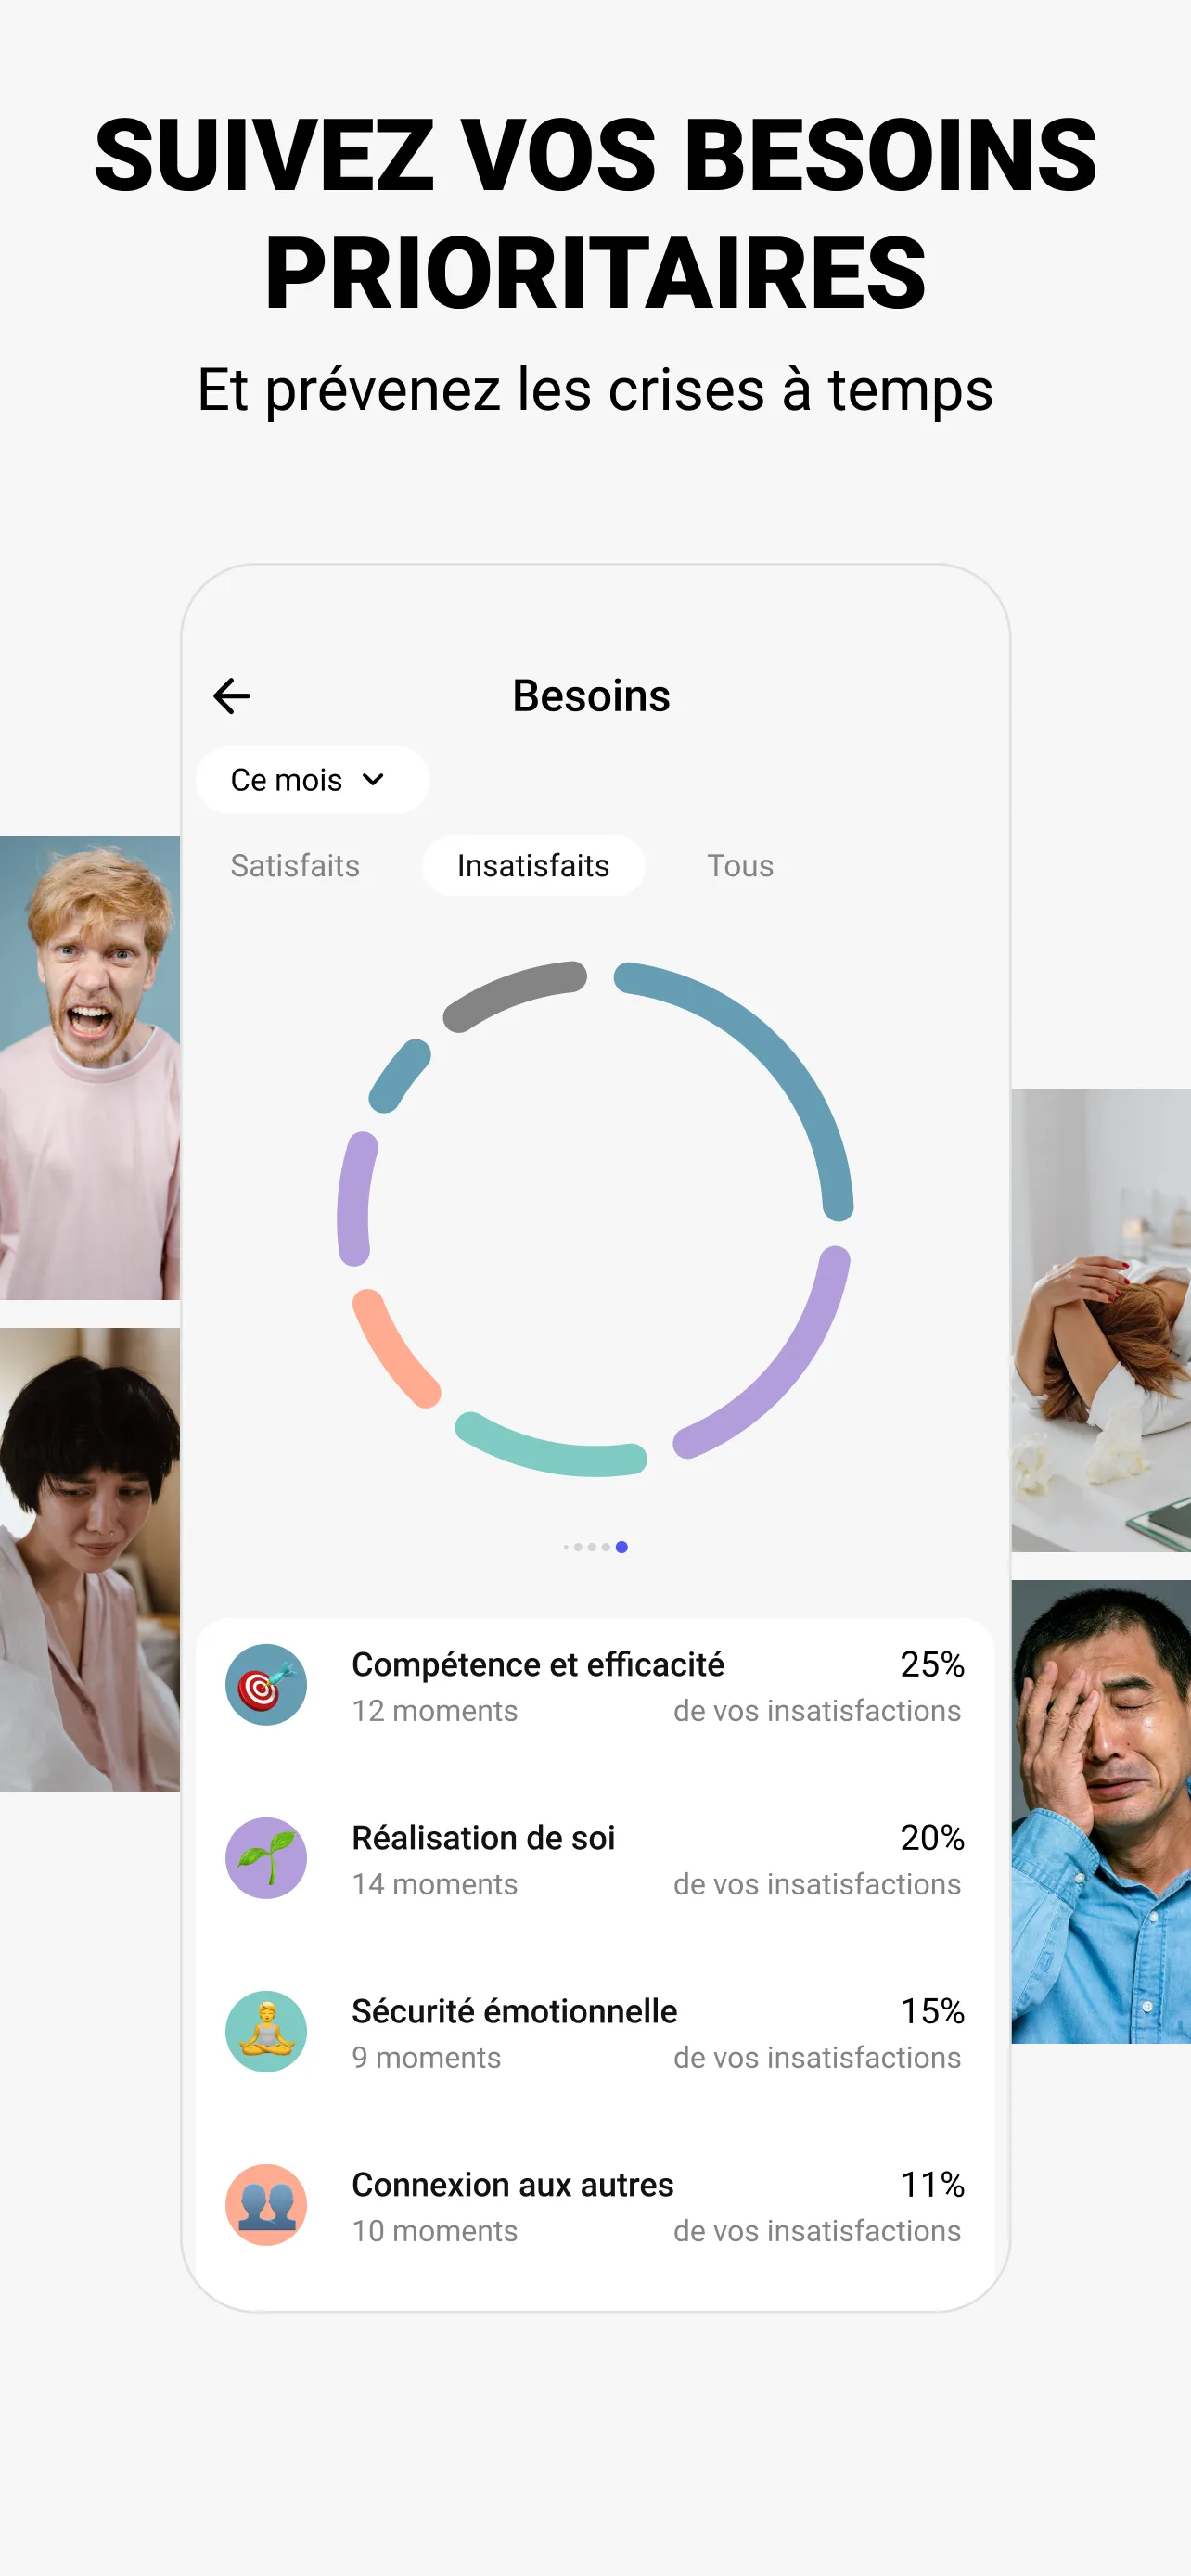 SUIVEZ VOS BESOINS
PRIORITAIRES
Et prévenez les crises à temps
Besoins
Ce mois
Satisfaits
Insatisfaits
Tous
Compétence et efficacité
25%
12 moments
de vos insatisfactions
Réalisation de soi
20%
14 moments
de vos insatisfactions
Sécurité émotionnelle
15%
9 moments
de vos insatisfactions
Connexion aux autres
11%
10 moments
de vos insatisfactions